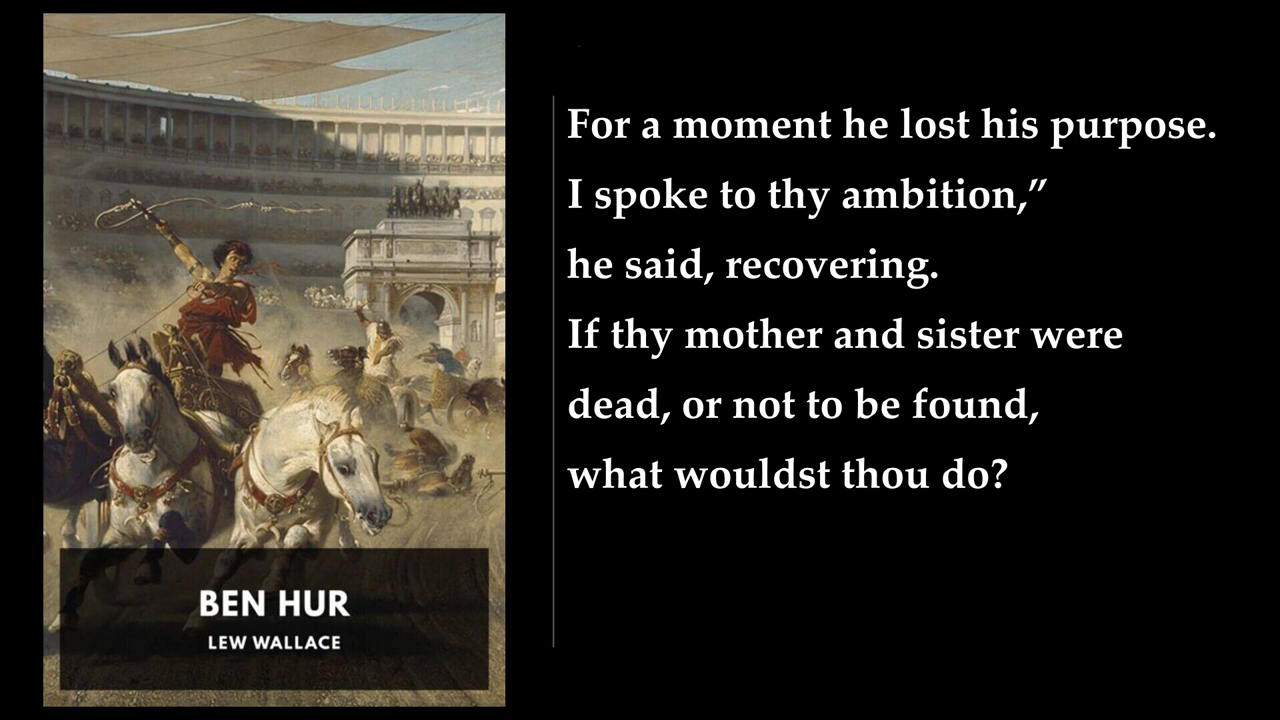 For a moment he lost his purpose.
I spoke to thy ambition,”
he said, recovering.
If thy mother and sister were
dead, or not to be found,
what wouldst thou do?
BEN HUR
LEW WALLACE